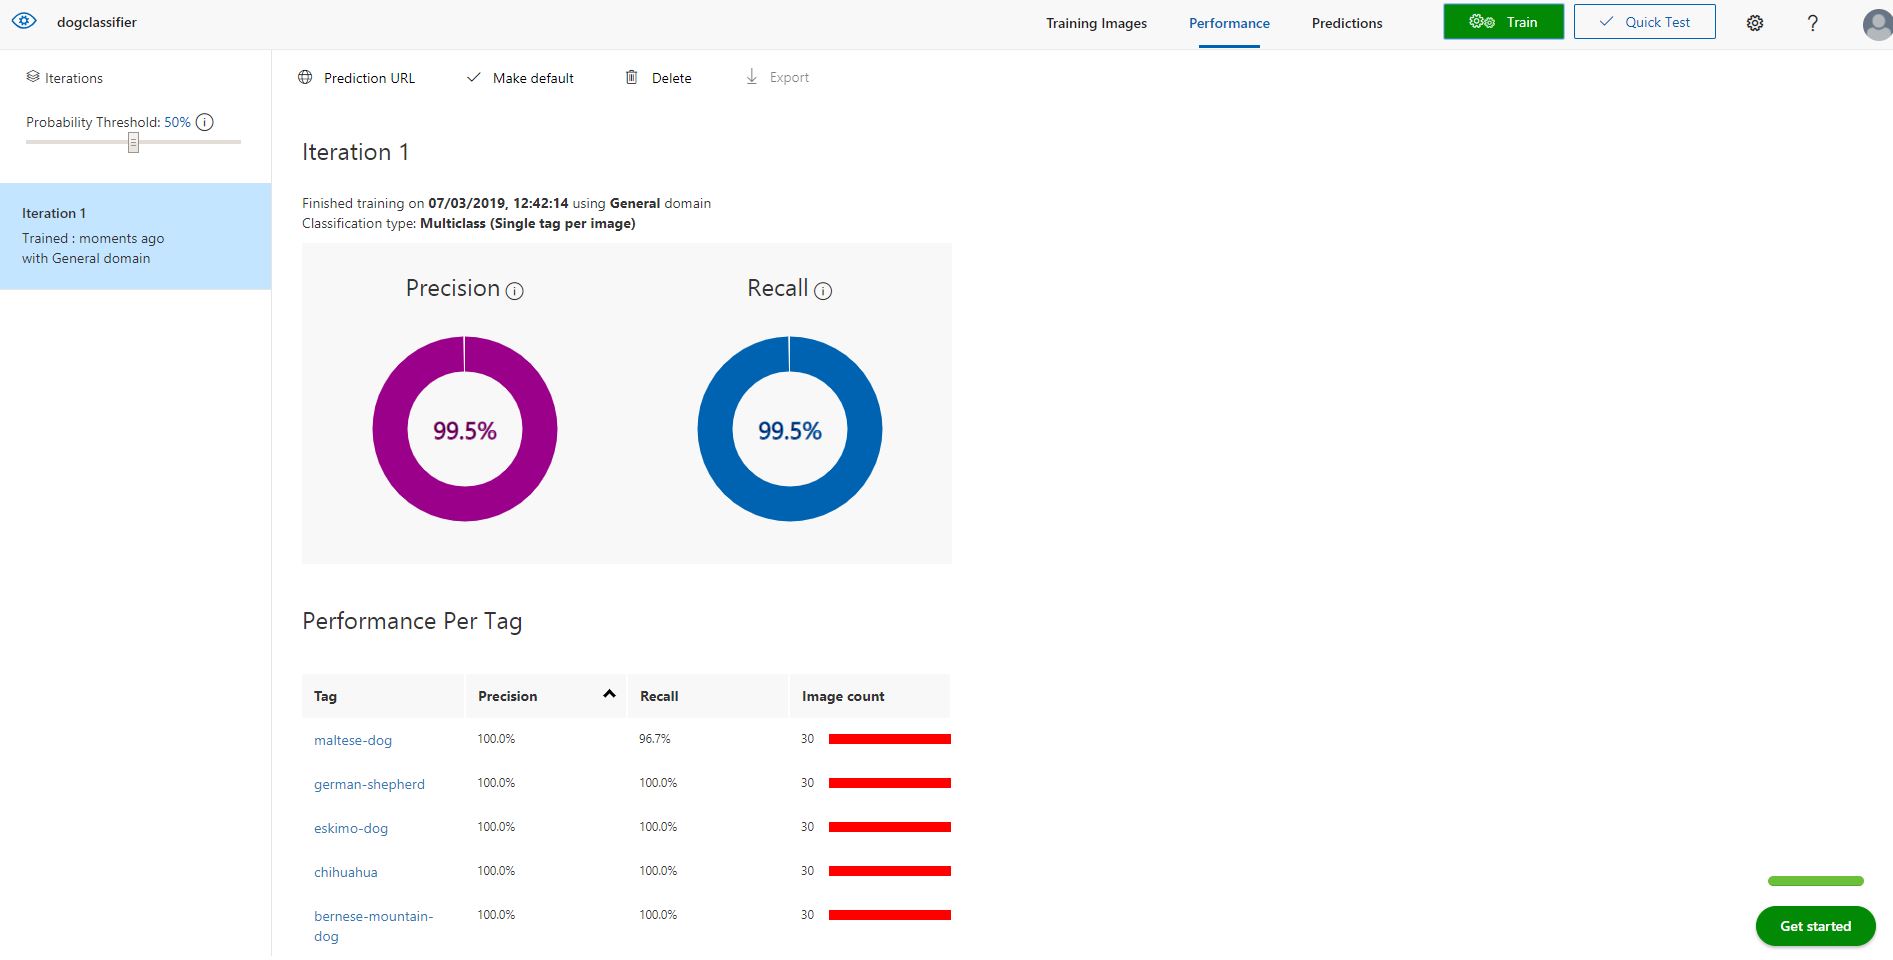 dogclassifier
Training Images
Performance
Predictions
Train
Quick Test
?
Iterations
Probability Threshold: 50%
Iteration 1
Trained : moments ago
with General domain
Prediction URL
Make default
Delete
Export
Iteration 1
Finished training on 07/03/2019, 12:42:14 using General domain
Classification type: Multiclass (Single tag per image)
Precision
Recall
99.5%
99.5%
Performance Per Tag
Tag Precision Recall Image count
maltese-dog 100.0% 96.7% 30
german-shepherd 100.0% 100.0% 30
eskimo-dog 100.0% 100.0% 30
chihuahua 100.0% 100.0% 30
bernese-mountain- 100.0% 100.0% 30
dog
Get started